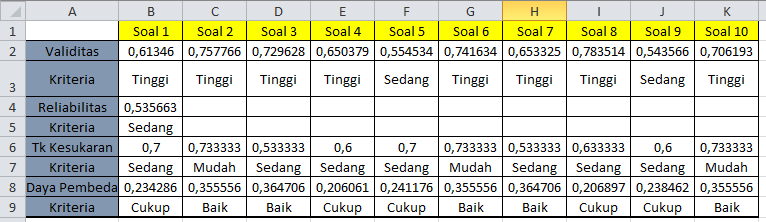 A B C D E F G H I J K
1 Soal 1 Soal 2 Soal 3 Soal 4 Soal 5 Soal 6 Soal 7 Soal 8 Soal 9 Soal 10
2 Validitas 0,61346 0,757766 0,729628 0,650379 0,554534 0,741634 0,653325 0,783514 0,543566 0,706193
3 Kriteria Tinggi Tinggi Tinggi Tinggi Sedang Tinggi Tinggi Tinggi Sedang Tinggi
4 Reliabilitas 0,535663
5 Kriteria Sedang
6 Tk Kesukaran 0,7 0,733333 0,533333 0,6 0,7 0,733333 0,533333 0,633333 0,6 0,733333
7 Kriteria Sedang Mudah Sedang Sedang Sedang Mudah Sedang Sedang Sedang Mudah
8 Daya Pembeda 0,234286 0,355556 0,364706 0,206061 0,241176 0,355556 0,364706 0,206897 0,238462 0,355556
9 Kriteria Cukup Baik Baik Cukup Cukup Baik Baik Cukup Cukup Baik